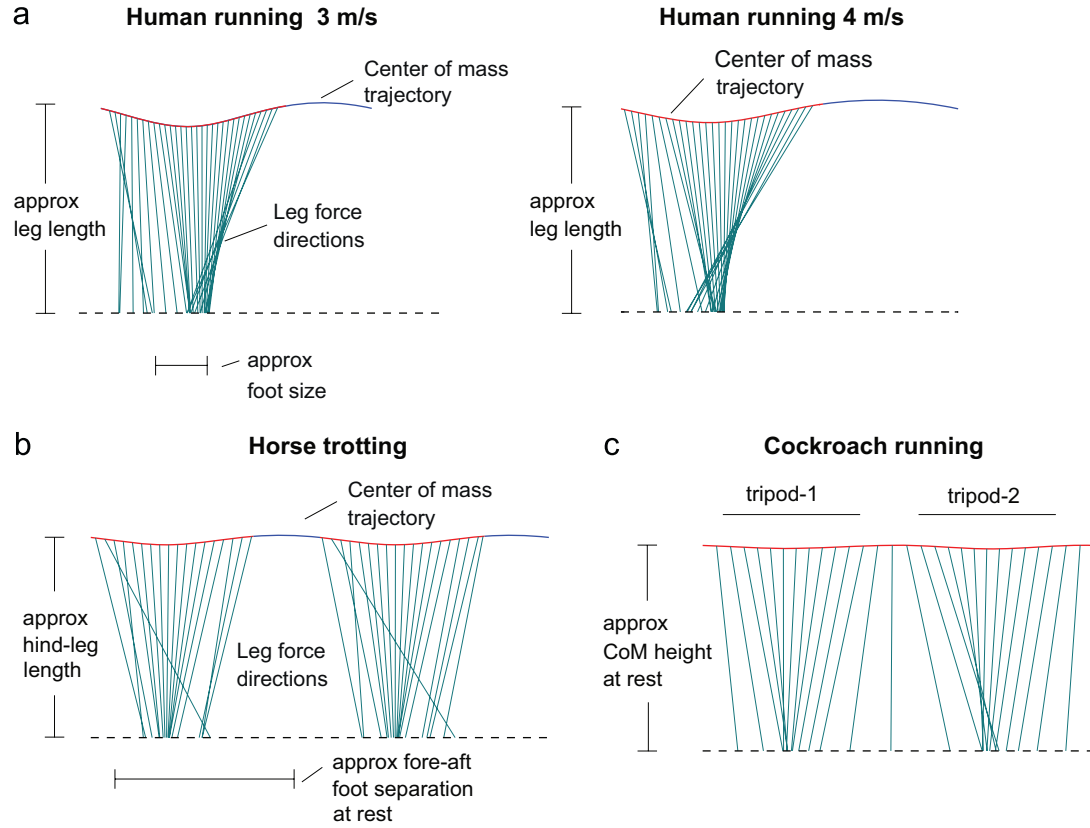 a
Human running 3 m/s
Center of mass
trajectory
approx
leg length
Leg force
directions
approx
foot size
Human running 4 m/s
Center of mass
trajectory
approx
leg length
b
Horse trotting
Center of mass
trajectory
approx
hind-leg
length
Leg force
directions
approx fore-aft
foot separation
at rest
c
Cockroach running
tripod-1
tripod-2
approx
CoM height
at rest